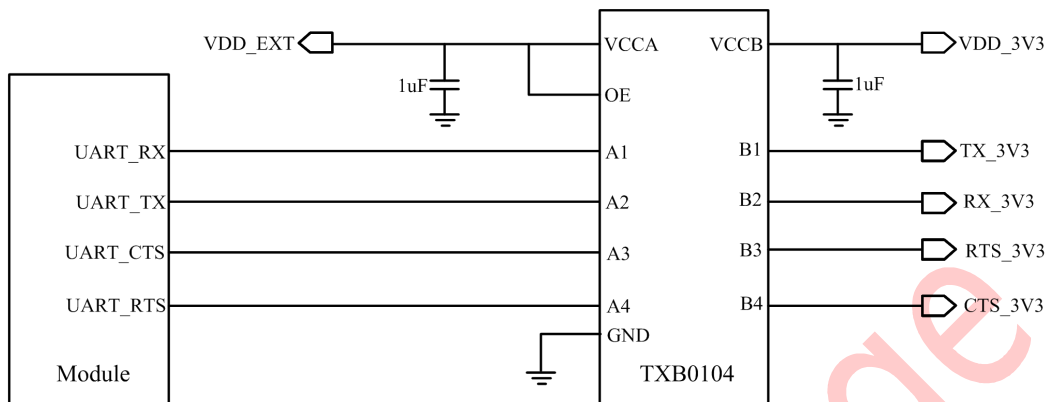 VDD_EXT VCCA VCCB VDD_3V3
1uF 1uF
OE
UART_RX A1 B1 TX_3V3
UART_TX A2 B2 RX_3V3
UART_CTS A3 B3 RTS_3V3
UART_RTS A4 B4 CTS_3V3
GND
Module TXB0104